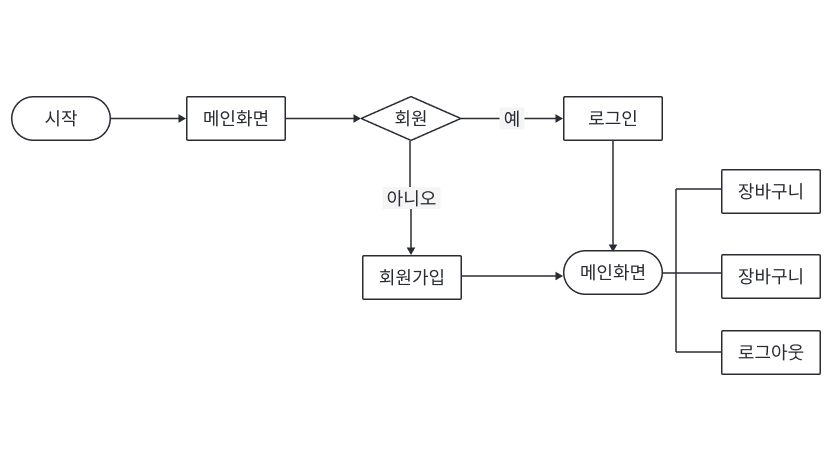 시작
메인화면
회원
예
로그인
아니오
회원가입
메인화면
장바구니
장바구니
로그아웃